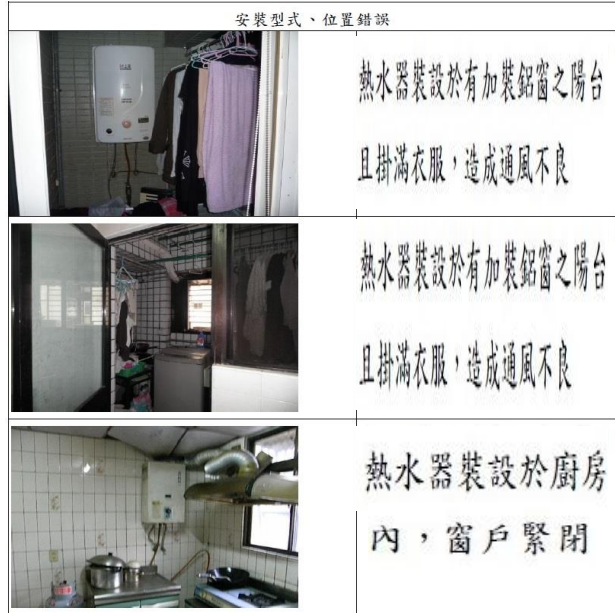 安裝型式、位置錯誤
熱水器裝設於有加裝鋁窗之陽台
且掛滿衣服，造成通風不良
熱水器裝設於有加裝鋁窗之陽台
且掛滿衣服，造成通風不良
熱水器裝設於廚房
內，窗戶緊閉